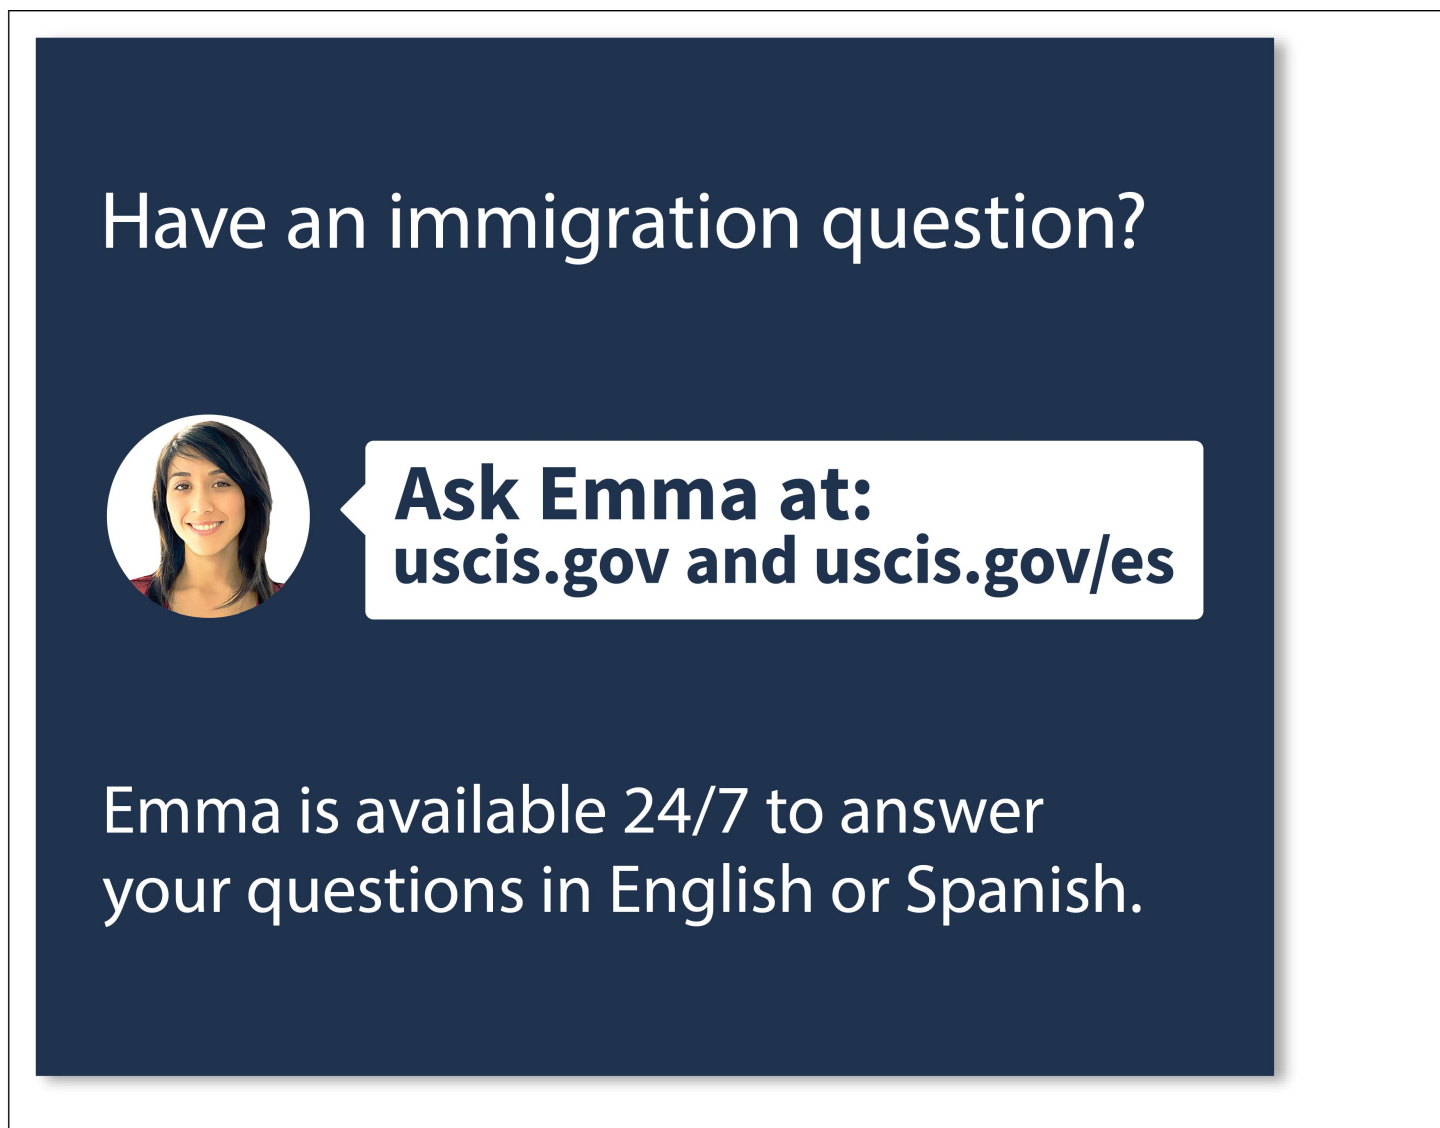 Have an immigration question?
Ask Emma at:
uscis.gov and uscis.gov/es
Emma is available 24/7 to answer
your questions in English or Spanish.